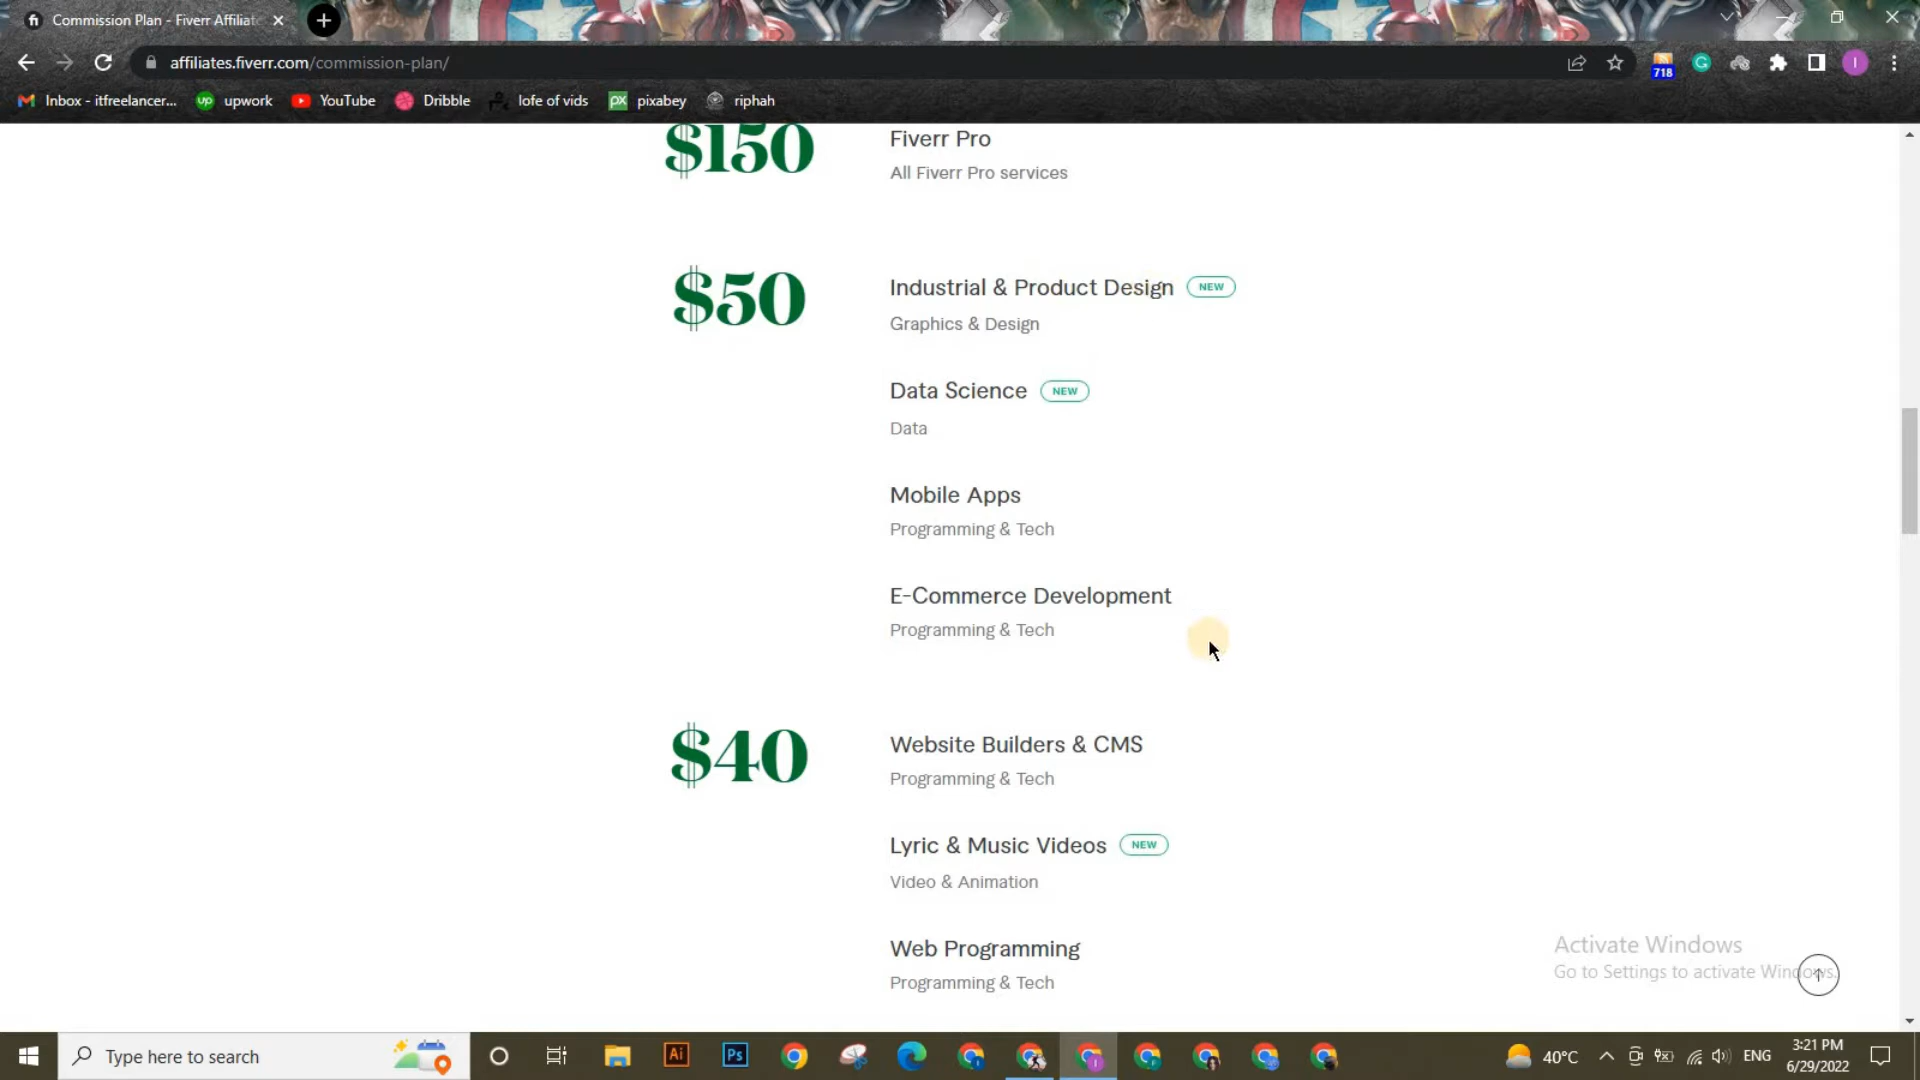 Commission Plan - Fiverr Affiliate
affiliates.fiverr.com/commission-plan/
718
Inbox - itfreelancer... upwork YouTube Dribble lofe of vids pixabey riphah
$150
Fiverr Pro
All Fiverr Pro services
$50
Industrial & Product Design NEW
Graphics & Design
Data Science NEW
Data
Mobile Apps
Programming & Tech
E-Commerce Development
Programming & Tech
$40
Website Builders & CMS
Programming & Tech
Lyric & Music Videos NEW
Video & Animation
Web Programming
Programming & Tech
Activate Windows
Go to Settings to activate Windows.
Type here to search
Ai
Ps
40°C
ENG
3:21 PM
6/29/2022